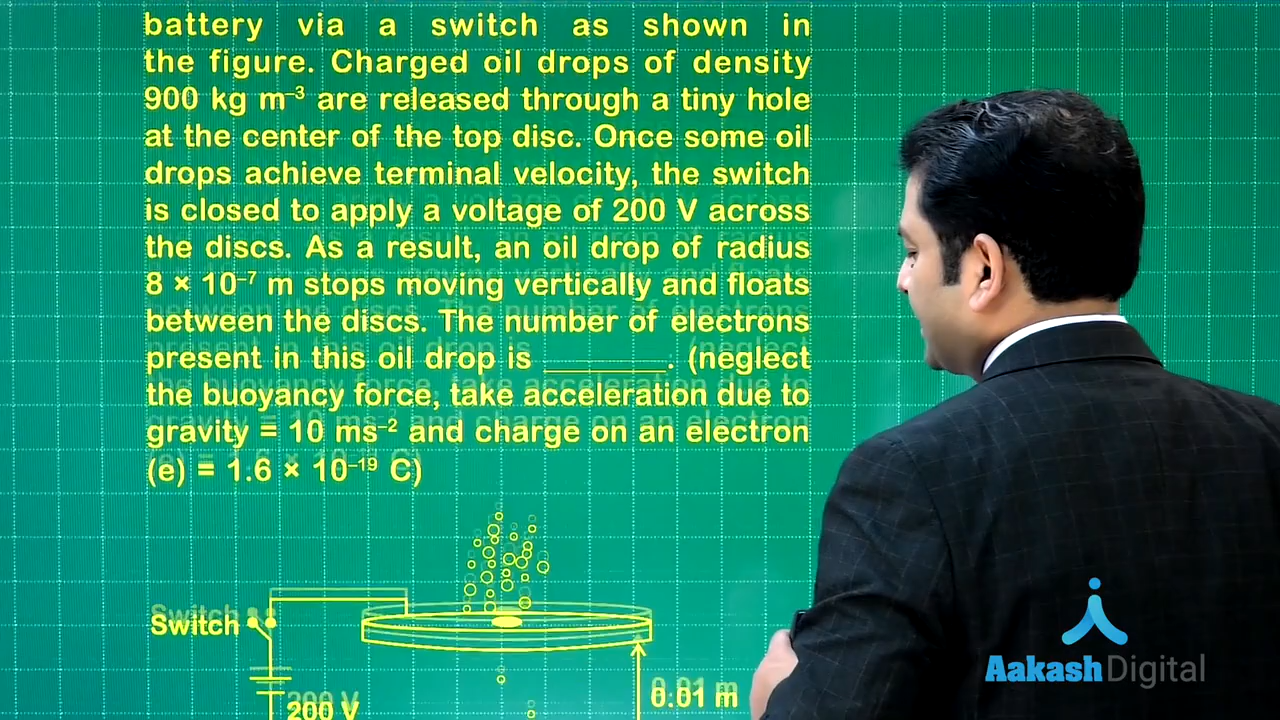 battery via a switch as shown in
the figure. Charged oil drops of density
900 kg m⁻³ are released through a tiny hole
at the center of the top disc. Once some oil
drops achieve terminal velocity, the switch
is closed to apply a voltage of 200 V across
the discs. As a result, an oil drop of radius
8 × 10⁻⁷ m stops moving vertically and floats
between the discs. The number of electrons
present in this oil drop is ________. (neglect
the buoyancy force, take acceleration due to
gravity = 10 ms⁻² and charge on an electron
(e) = 1.6 × 10⁻¹⁹ C)
Switch
200 V
0.01 m
Aakash Digital